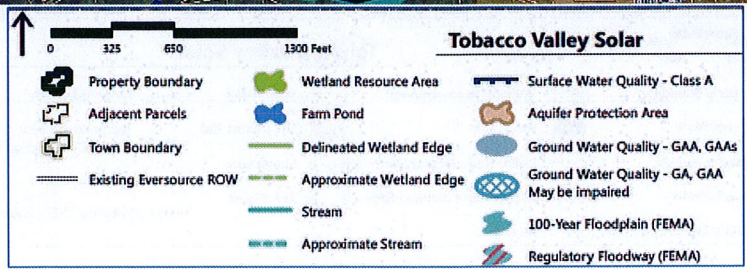 0 325 650 1300 Feet
Tobacco Valley Solar
Property Boundary
Adjacent Parcels
Town Boundary
Existing Eversource ROW
Wetland Resource Area
Farm Pond
Delineated Wetland Edge
Approximate Wetland Edge
Stream
Approximate Stream
Surface Water Quality - Class A
Aquifer Protection Area
Ground Water Quality - GAA, GAAs
Ground Water Quality - GA, GAA
May be impaired
100-Year Floodplain (FEMA)
Regulatory Floodway (FEMA)